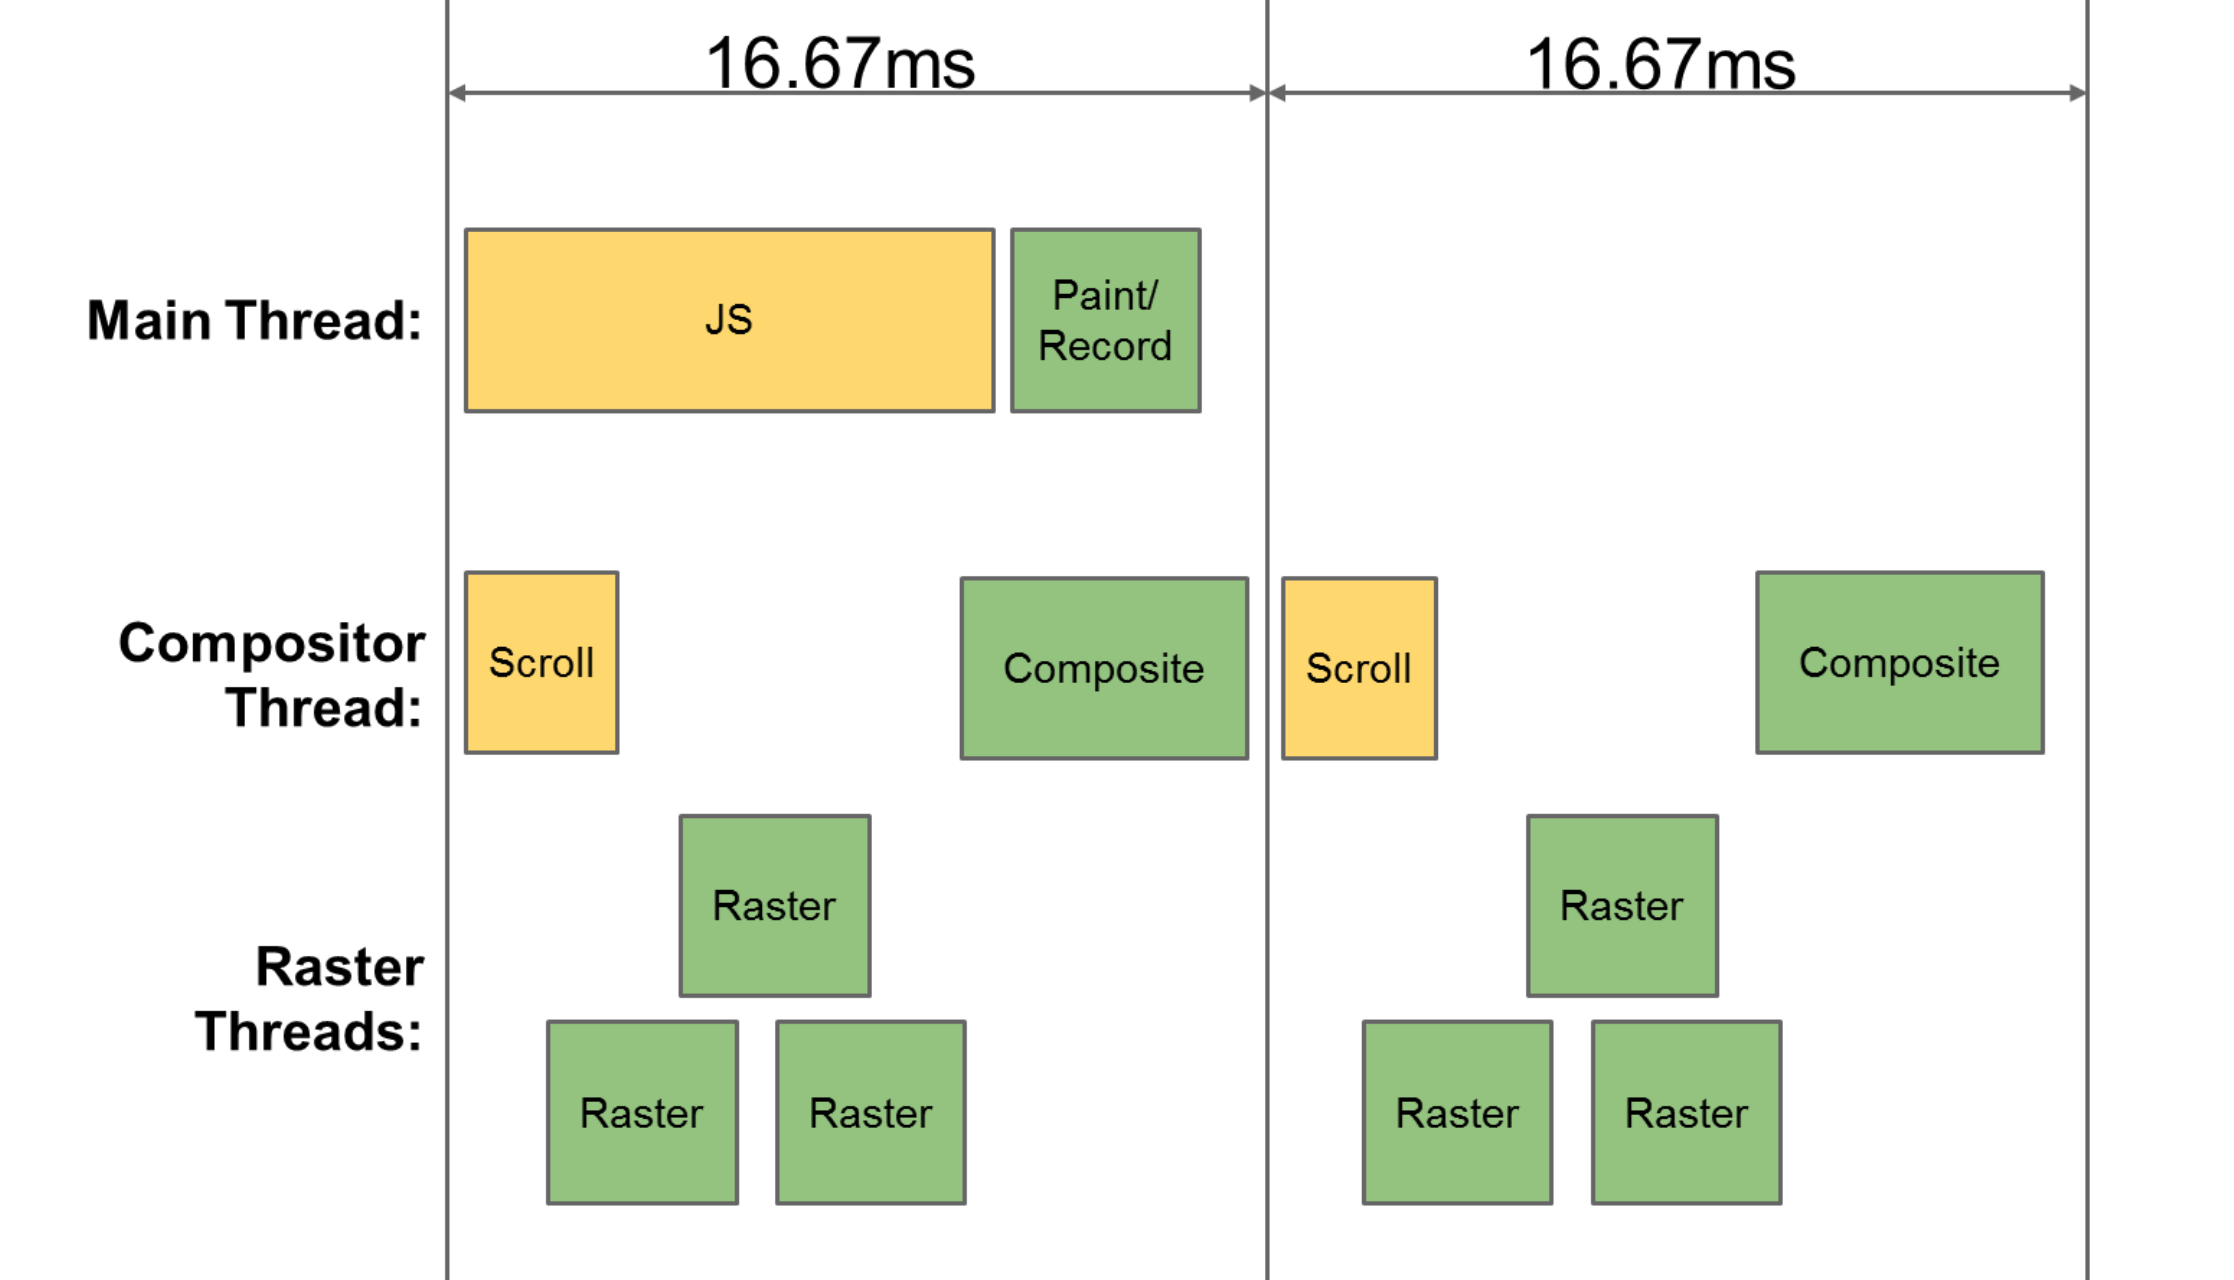 16.67ms
16.67ms
Main Thread:
JS
Paint/
Record
Compositor
Thread:
Scroll
Composite
Scroll
Composite
Raster
Threads:
Raster
Raster
Raster
Raster
Raster
Raster